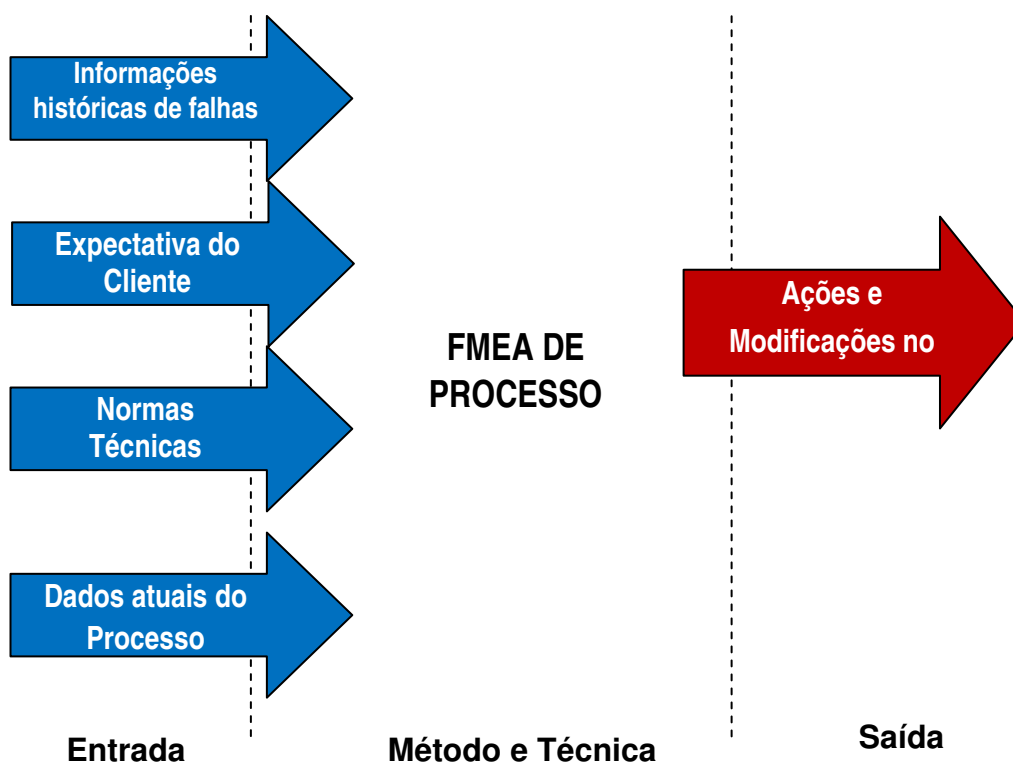 Informações
históricas de falhas
Expectativa do
Cliente
Normas
Técnicas
Dados atuais do
Processo
FMEA DE
PROCESSO
Ações e
Modificações no
Entrada
Método e Técnica
Saída